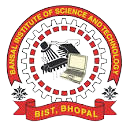 BANSAL INSTITUTE OF SCIENCE AND TECHNOLOGY
BIST, BHOPAL